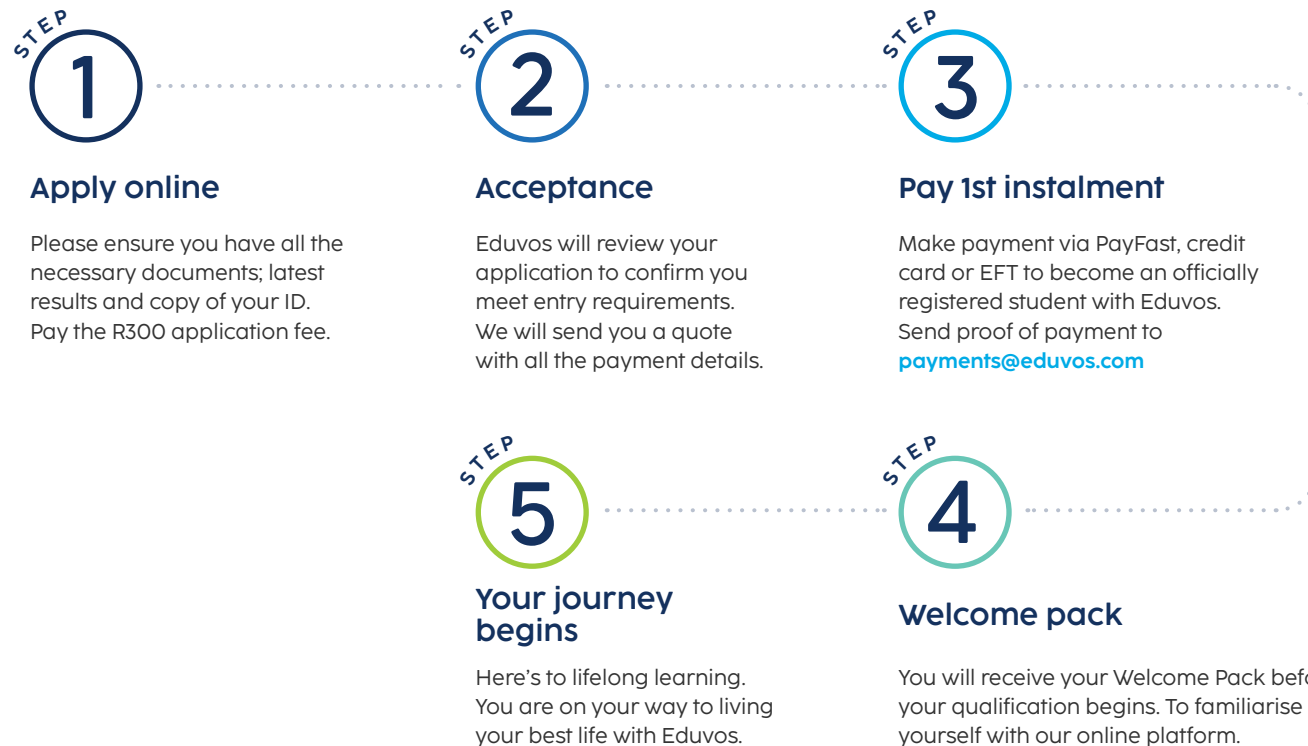 STEP
1
Apply online
Please ensure you have all the
necessary documents; latest
results and copy of your ID.
Pay the R300 application fee.
STEP
2
Acceptance
Eduvos will review your
application to confirm you
meet entry requirements.
We will send you a quote
with all the payment details.
STEP
3
Pay 1st instalment
Make payment via PayFast, credit
card or EFT to become an officially
registered student with Eduvos.
Send proof of payment to
payments@eduvos.com
STEP
4
Welcome pack
You will receive your Welcome Pack
your qualification begins. To familiarise
yourself with our online platform.
STEP
5
Your journey
begins
Here's to lifelong learning.
You are on your way to living
your best life with Eduvos.